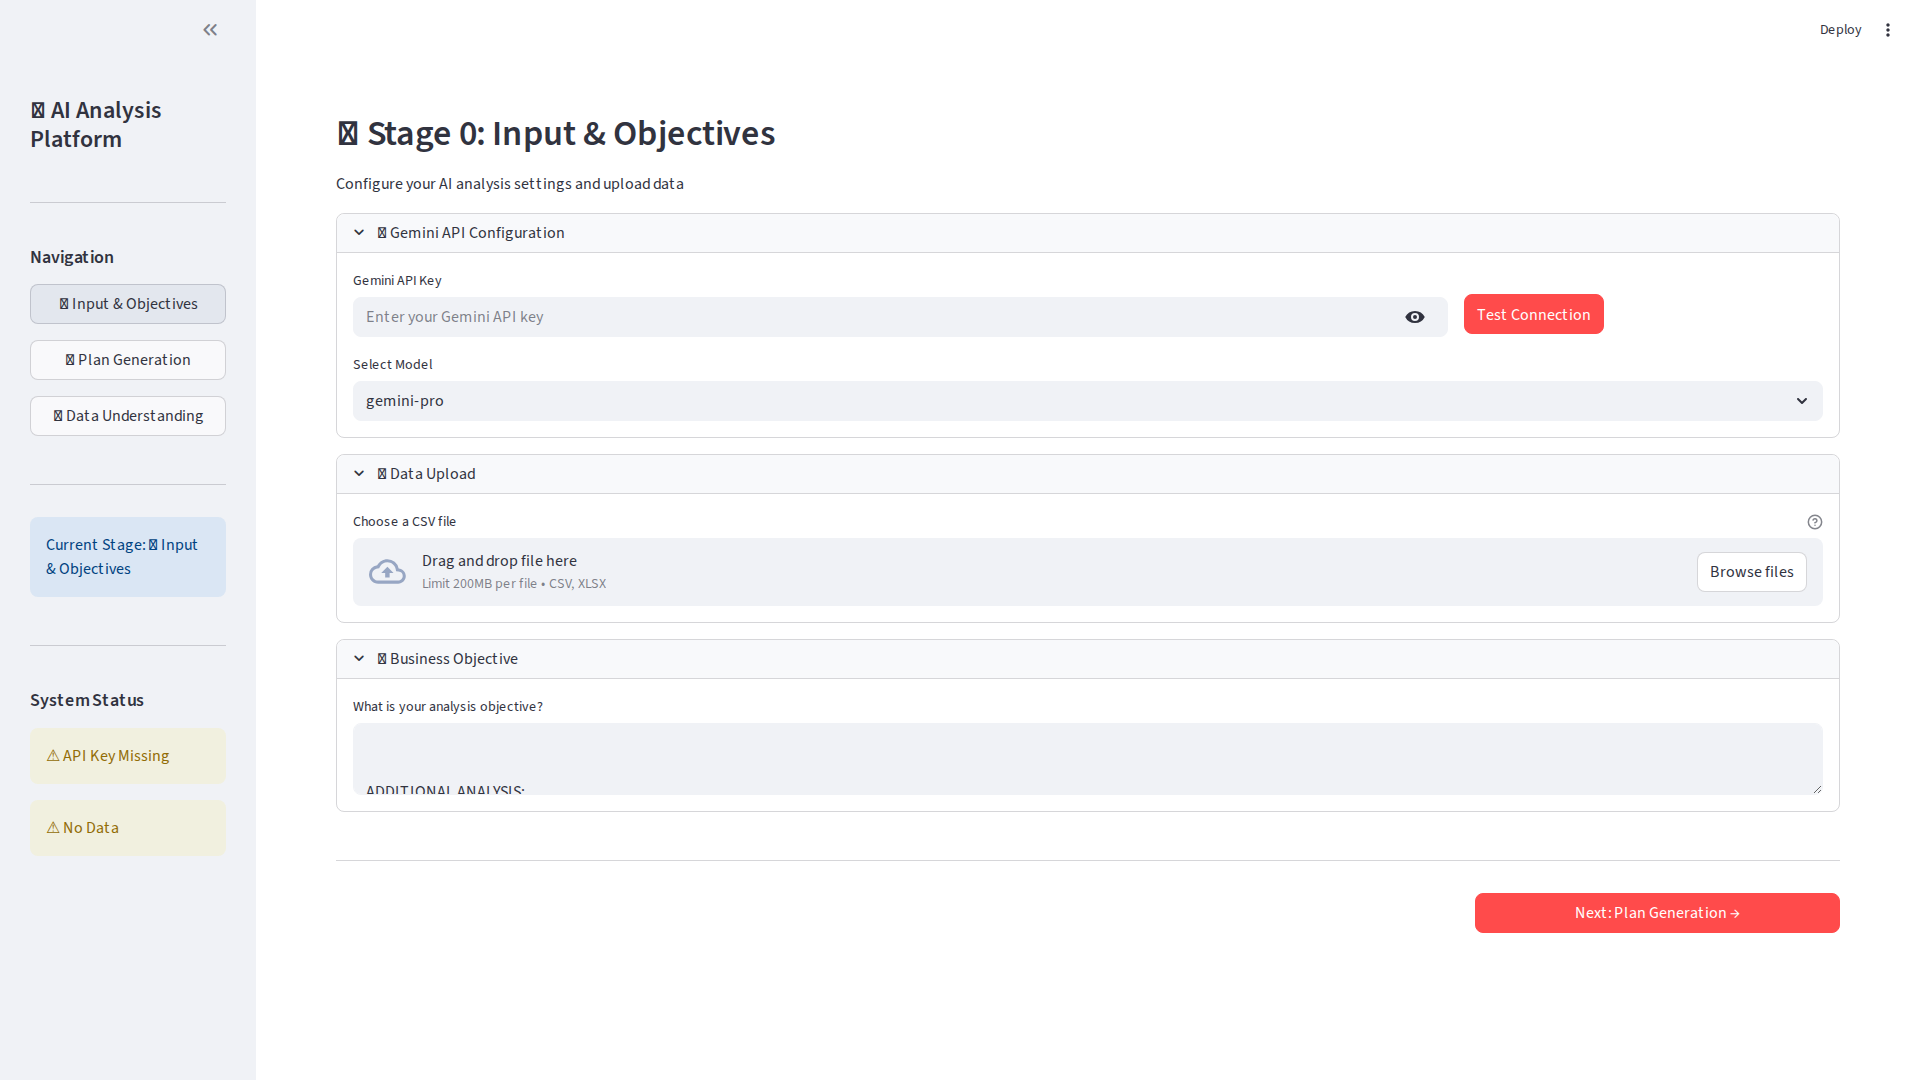 Deploy
AI Analysis
Platform
Navigation
Input & Objectives
Plan Generation
Data Understanding
Current Stage: Input
& Objectives
System Status
⚠ API Key Missing
⚠ No Data
Stage 0: Input & Objectives
Configure your AI analysis settings and upload data
Gemini API Configuration
Gemini API Key
Enter your Gemini API key
Test Connection
Select Model
gemini-pro
Data Upload
Choose a CSV file
Drag and drop file here
Limit 200MB per file • CSV, XLSX
Browse files
Business Objective
What is your analysis objective?
ADDITIONAL ANALYSIS:
Next: Plan Generation →